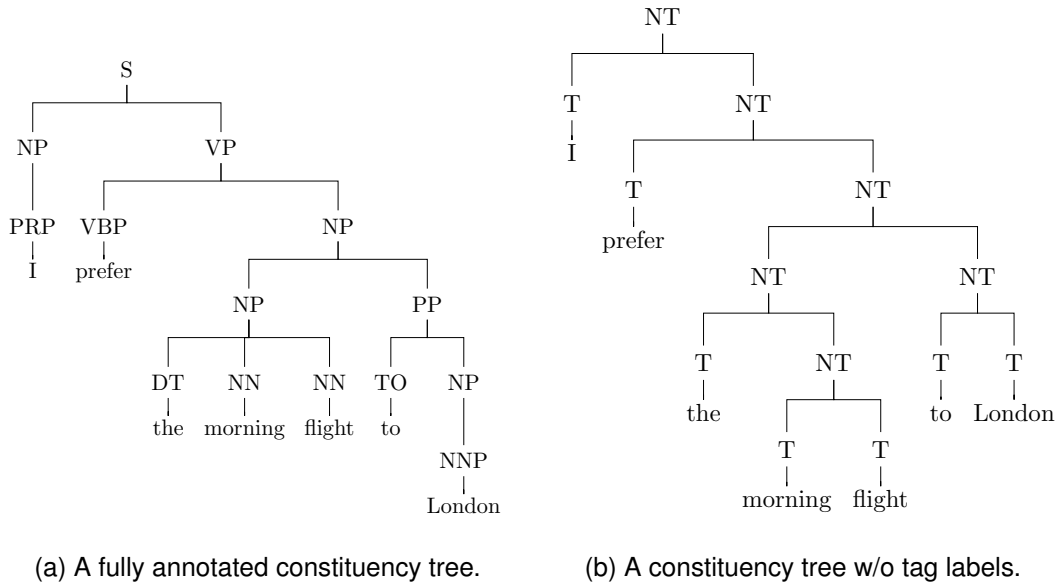 S
NP VP
PRP VBP NP
I prefer
NP PP
DT NN NN TO NP
the morning flight to
NNP
London
(a) A fully annotated constituency tree.
NT
T NT
I
T NT
prefer
NT NT
T NT T T
the to London
T T
morning flight
(b) A constituency tree w/o tag labels.